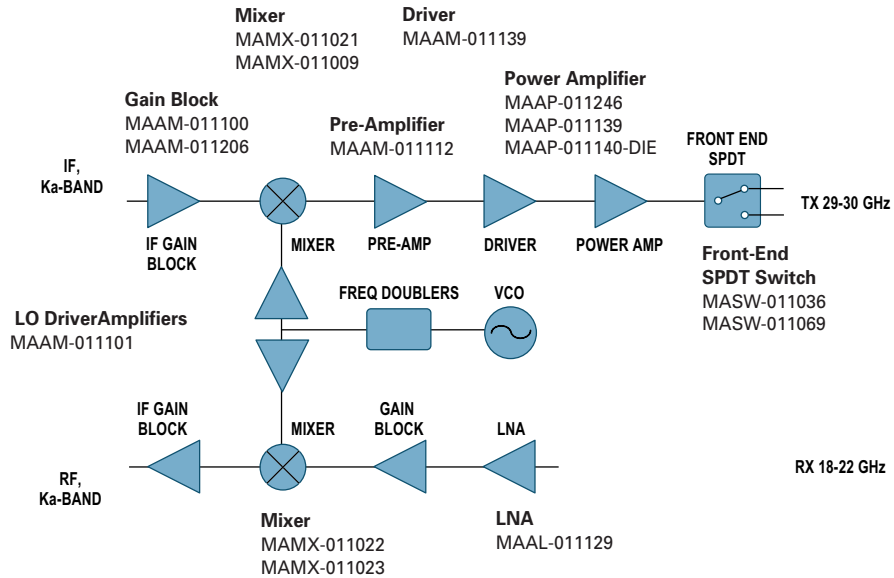 Mixer
MAMX-011021
MAMX-011009
Driver
MAAM-011139
Gain Block
MAAM-011100
MAAM-011206
Pre-Amplifier
MAAM-011112
Power Amplifier
MAAP-011246
MAAP-011139
MAAP-011140-DIE
FRONT END
SPDT
IF,
Ka-BAND
TX 29-30 GHz
IF GAIN
BLOCK
MIXER
PRE-AMP
DRIVER
POWER AMP
Front-End
SPDT Switch
MASW-011036
MASW-011069
LO DriverAmplifiers
MAAM-011101
FREQ DOUBLERS
VCO
IF GAIN
BLOCK
MIXER
GAIN
BLOCK
LNA
RF,
Ka-BAND
RX 18-22 GHz
Mixer
MAMX-011022
MAMX-011023
LNA
MAAL-011129